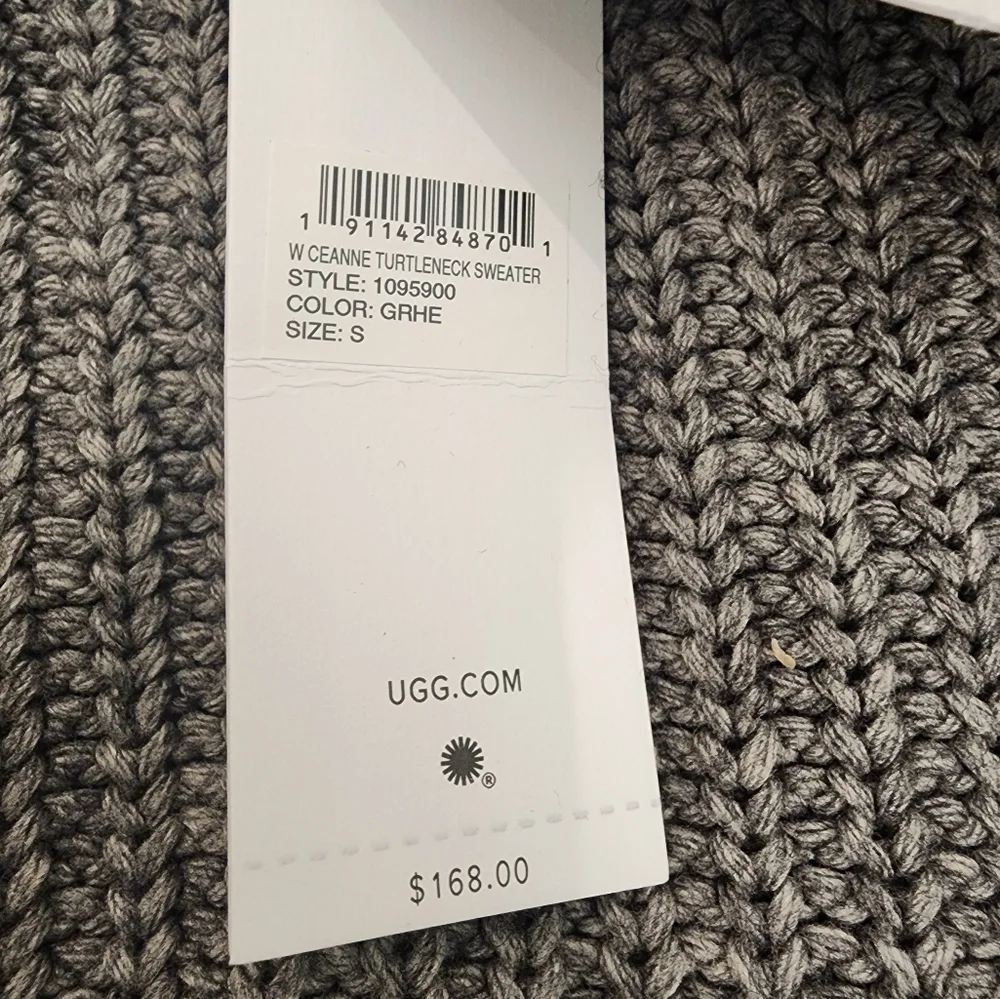 1 91142 84870 1
W CEANNE TURTLENECK SWEATER
STYLE: 1095900
COLOR: GRHE
SIZE: S
UGG.COM
®
$168.00